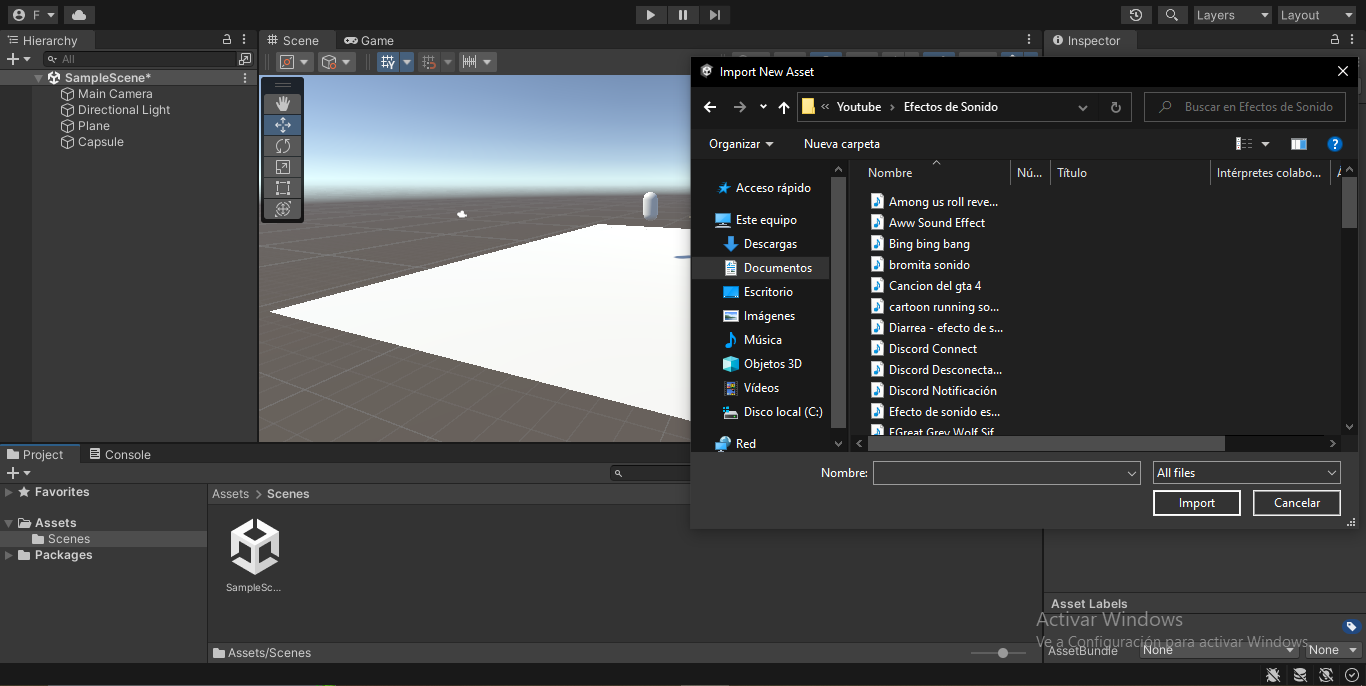 F
Layers
Layout
Hierarchy
All
SampleScene*
Main Camera
Directional Light
Plane
Capsule
Scene
Game
Inspector
Import New Asset
Youtube
Efectos de Sonido
Buscar en Efectos de Sonido
Organizar
Nueva carpeta
Acceso rápido
Este equipo
Descargas
Documentos
Escritorio
Imágenes
Música
Objetos 3D
Vídeos
Disco local (C:)
Red
Nombre
Nú...
Título
Intérpretes colabo...
Among us roll reve...
Aww Sound Effect
Bing bing bang
bromita sonido
Cancion del gta 4
cartoon running so...
Diarrea - efecto de s...
Discord Connect
Discord Desconecta...
Discord Notificación
Efecto de sonido es...
FGreat Grey Wolf Sif
Nombre:
All files
Import
Cancelar
Project
Console
Favorites
Assets
Scenes
Packages
Assets > Scenes
SampleSc...
Assets/Scenes
Asset Labels
Activar Windows
Ve a Configuración para activar Windows.
AssetBundle
None
None